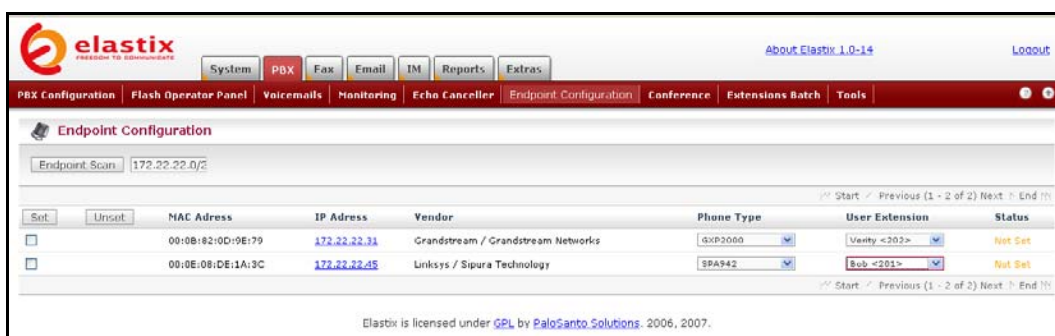 elastix
FREEDOM TO COMMUNICATE
About Elastix 1.0-14
Logout
System PBX Fax Email IM Reports Extras
PBX Configuration Flash Operator Panel Voicemails Monitoring Echo Canceller Endpoint Configuration Conference Extensions Batch Tools
Endpoint Configuration
Endpoint Scan 172.22.22.0/2
Start Previous (1 - 2 of 2) Next End
Set Unset MAC Adress IP Adress Vendor Phone Type User Extension Status
00:0B:82:0D:9E:79 172.22.22.31 Grandstream / Grandstream Networks GXP2000 Verity <202> Not Set
00:0E:08:DE:1A:3C 172.22.22.45 Linksys / Sipura Technology SPA942 Bob <201> Not Set
Start Previous (1 - 2 of 2) Next End
Elastix is licensed under GPL by PaloSanto Solutions. 2006, 2007.